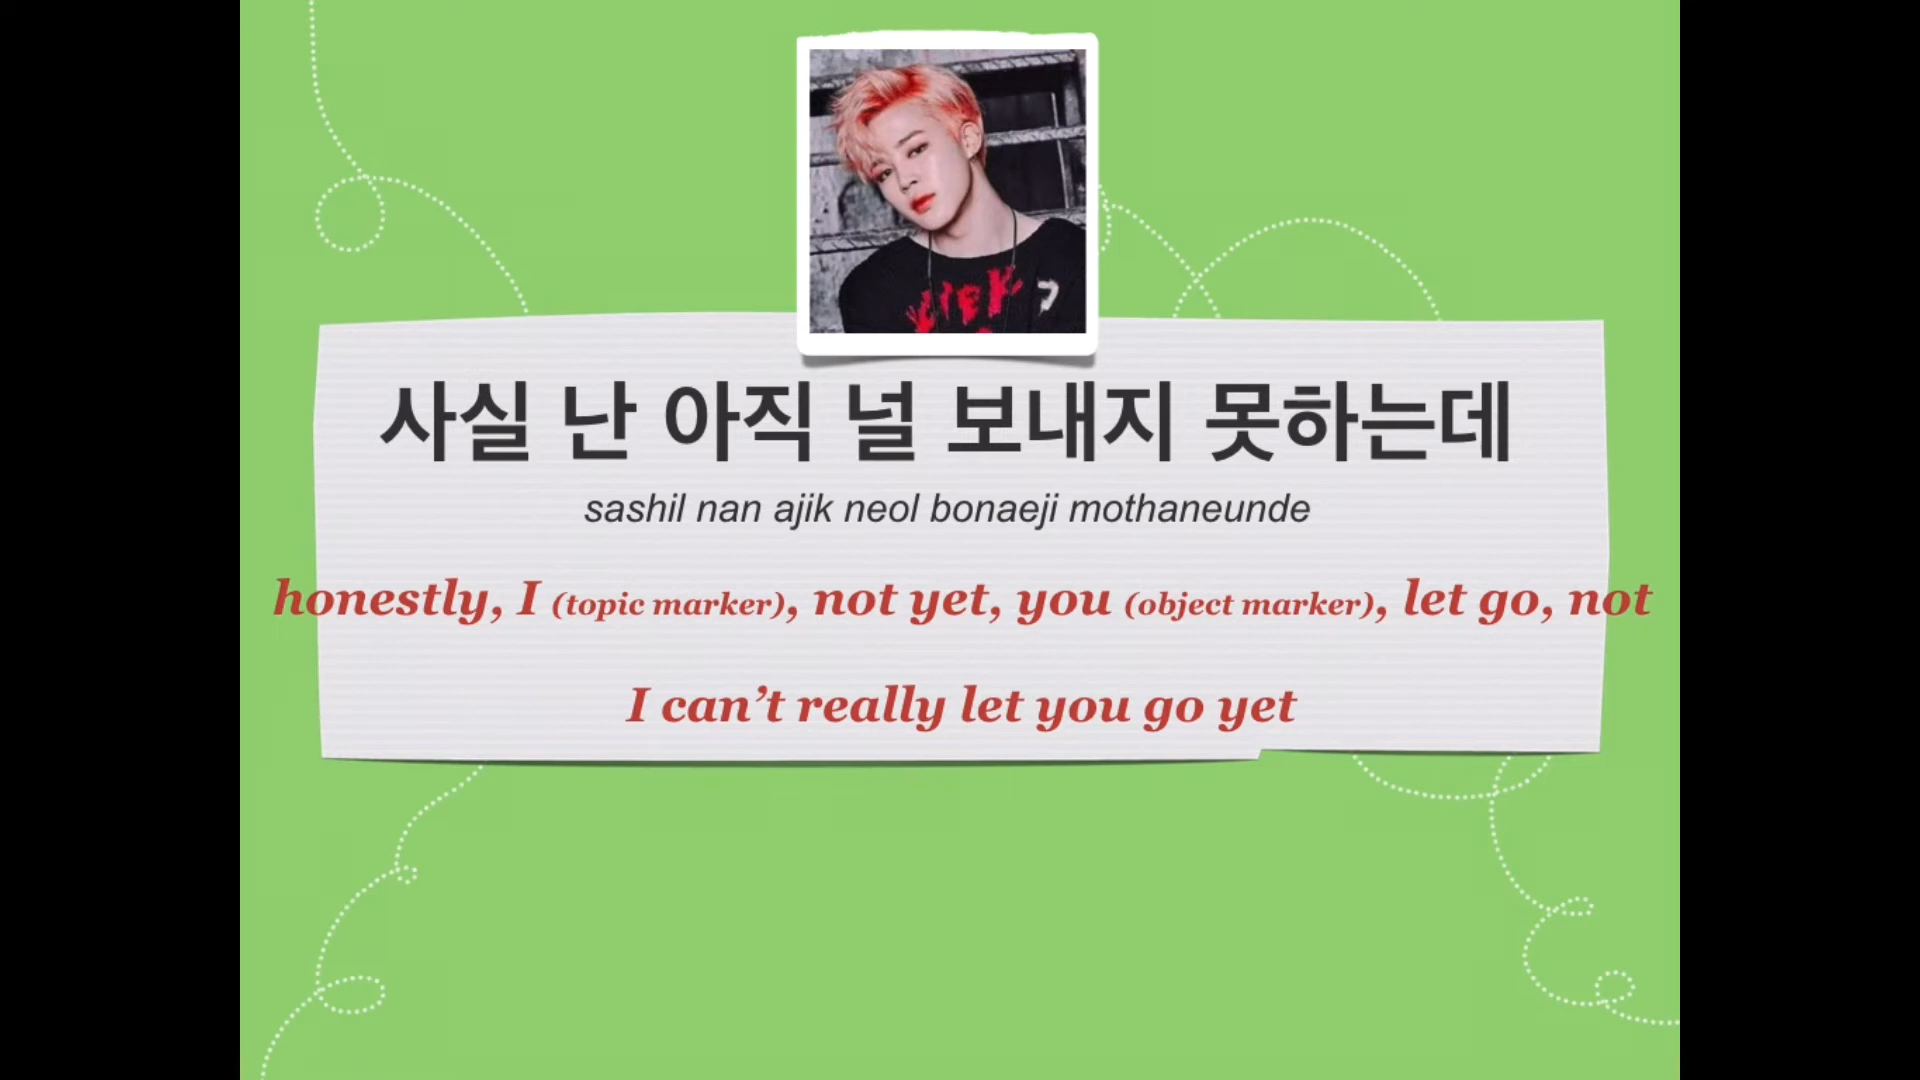 사실 난 아직 널 보내지 못하는데
sashil nan ajik neol bonaeji mothaneunde
honestly, I (topic marker), not yet, you (object marker), let go, not
I can’t really let you go yet